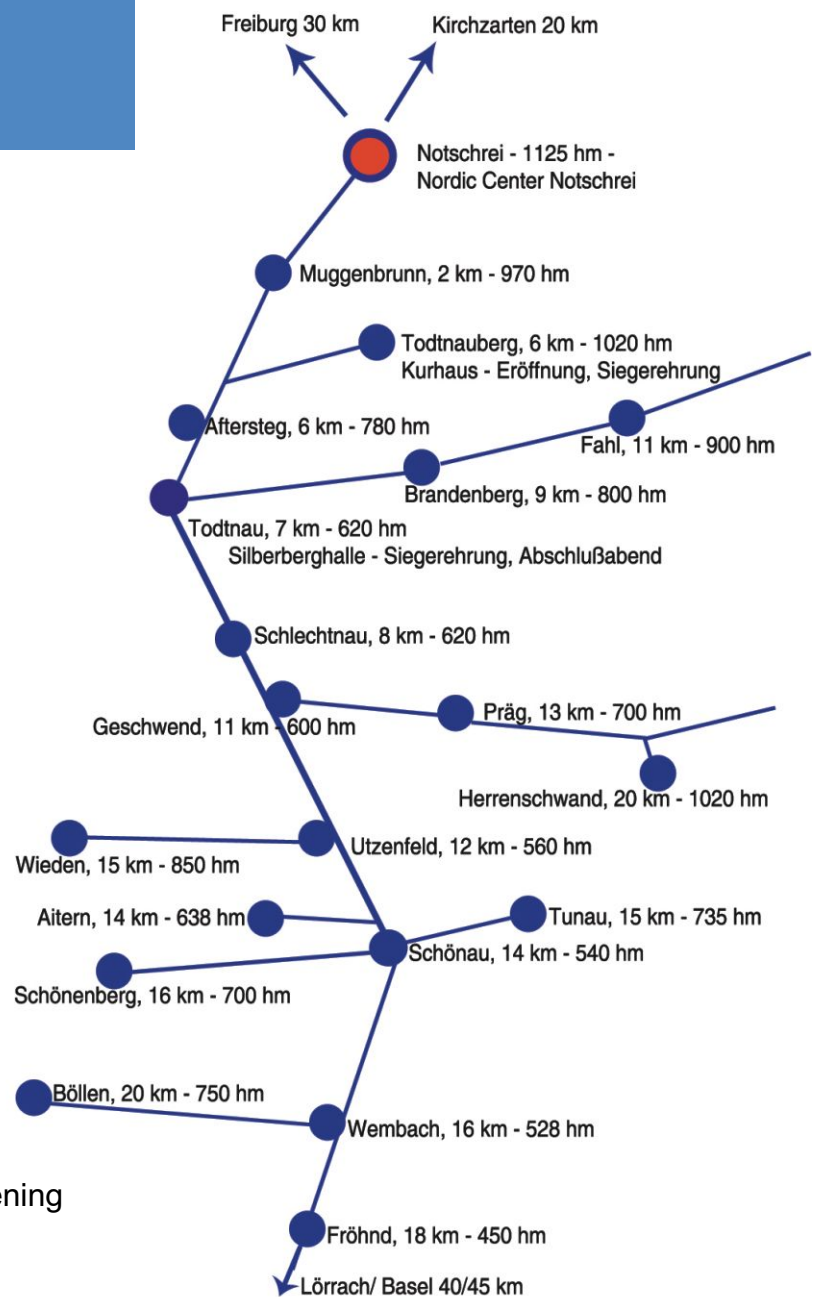 Freiburg 30 km
Kirchzarten 20 km
Notschrei - 1125 hm -
Nordic Center Notschrei
Muggenbrunn, 2 km - 970 hm
Todtnauberg, 6 km - 1020 hm
Kurhaus - Eröffnung, Siegerehrung
Aftersteg, 6 km - 780 hm
Fahl, 11 km - 900 hm
Brandenberg, 9 km - 800 hm
Todtnau, 7 km - 620 hm
Silberberghalle - Siegerehrung, Abschlußabend
Schlechtnau, 8 km - 620 hm
Geschwend, 11 km - 600 hm
Präg, 13 km - 700 hm
Herrenschwand, 20 km - 1020 hm
Utzenfeld, 12 km - 560 hm
Wieden, 15 km - 850 hm
Aitern, 14 km - 638 hm
Tunau, 15 km - 735 hm
Schönau, 14 km - 540 hm
Schönenberg, 16 km - 700 hm
Böllen, 20 km - 750 hm
Wembach, 16 km - 528 hm
ening
Fröhnd, 18 km - 450 hm
Lörrach/ Basel 40/45 km